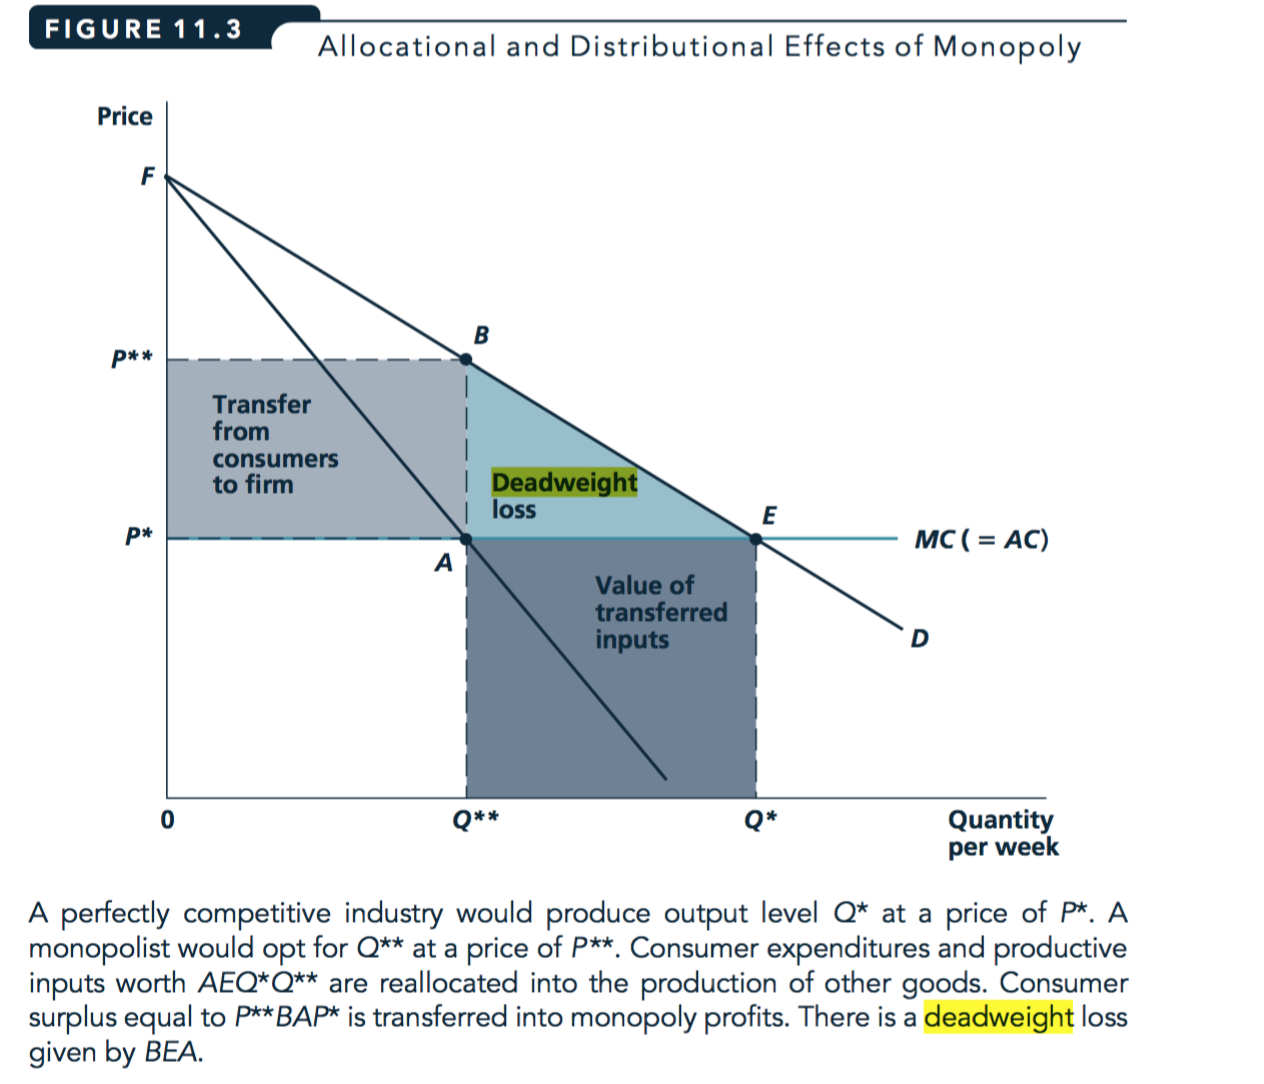 FIGURE 11.3
Allocational and Distributional Effects of Monopoly
Price
F
B
P**
Transfer
from
consumers
to firm
Deadweight
loss
E
P*
MC ( = AC)
A
Value of
transferred
inputs
D
0
Q**
Q*
Quantity
per week
A perfectly competitive industry would produce output level Q* at a price of P*. A
monopolist would opt for Q** at a price of P**. Consumer expenditures and productive
inputs worth AEQ*Q** are reallocated into the production of other goods. Consumer
surplus equal to P**BAP* is transferred into monopoly profits. There is a deadweight loss
given by BEA.